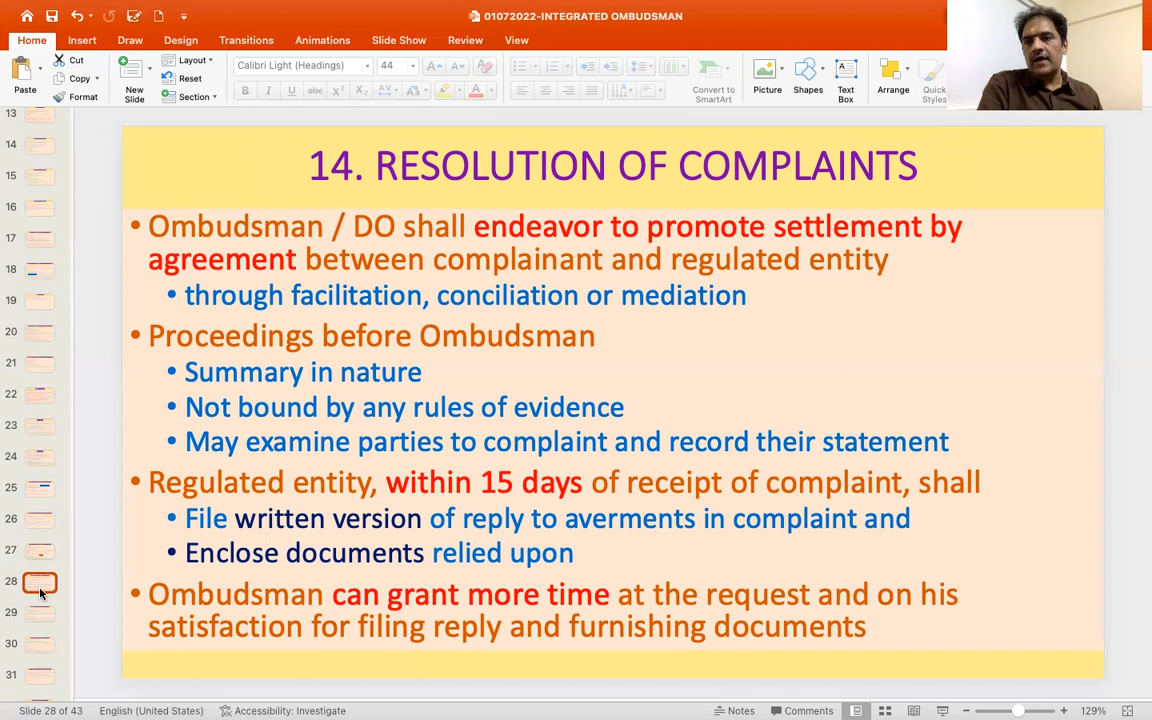 01072022-INTEGRATED OMBUDSMAN
Home Insert Draw Design Transitions Animations Slide Show Review View
Paste
Cut
Copy
Format
New Slide
Layout
Reset
Section
Calibri Light (Headings) 44
Convert to SmartArt
Picture
Shapes
Text Box
Arrange
Quick Styles
13
14
15
16
17
18
19
20
21
22
23
24
25
26
27
28
29
30
31
14. RESOLUTION OF COMPLAINTS
• Ombudsman / DO shall endeavor to promote settlement by
agreement between complainant and regulated entity
• through facilitation, conciliation or mediation
• Proceedings before Ombudsman
• Summary in nature
• Not bound by any rules of evidence
• May examine parties to complaint and record their statement
• Regulated entity, within 15 days of receipt of complaint, shall
• File written version of reply to averments in complaint and
• Enclose documents relied upon
• Ombudsman can grant more time at the request and on his
satisfaction for filing reply and furnishing documents
Slide 28 of 43 English (United States) Accessibility: Investigate Notes Comments 129%